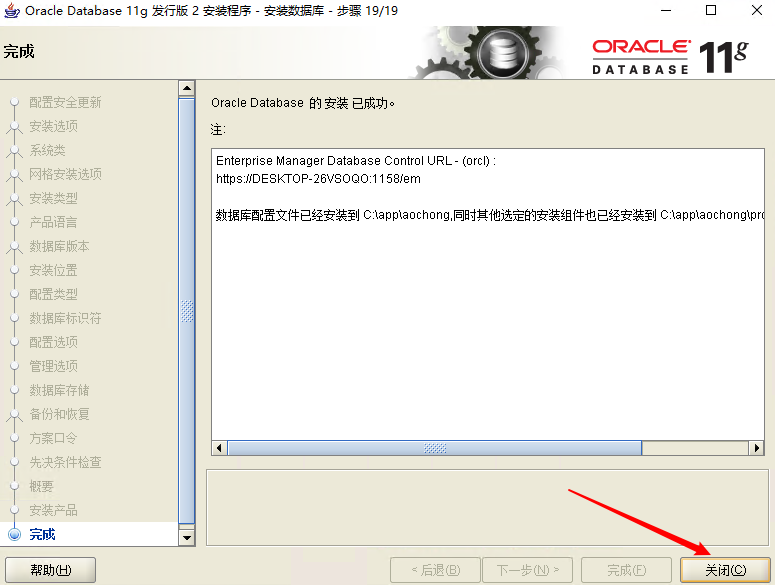 Oracle Database 11g 发行版 2 安装程序 - 安装数据库 - 步骤 19/19
完成
ORACLE
DATABASE
11g
配置安全更新
安装选项
系统类
网格安装选项
安装类型
产品语言
数据库版本
安装位置
配置类型
数据库标识符
配置选项
管理选项
数据库存储
备份和恢复
方案口令
先决条件检查
概要
安装产品
完成
Oracle Database 的 安装 已成功。
注:
Enterprise Manager Database Control URL - (orcl) :
https://DESKTOP-26VSOQO:1158/em
数据库配置文件已经安装到 C:\app\aochong,同时其他选定的安装组件也已经安装到 C:\app\aochong\pro
帮助(H)
< 后退(B)
下一步(N) >
完成(F)
关闭(C)